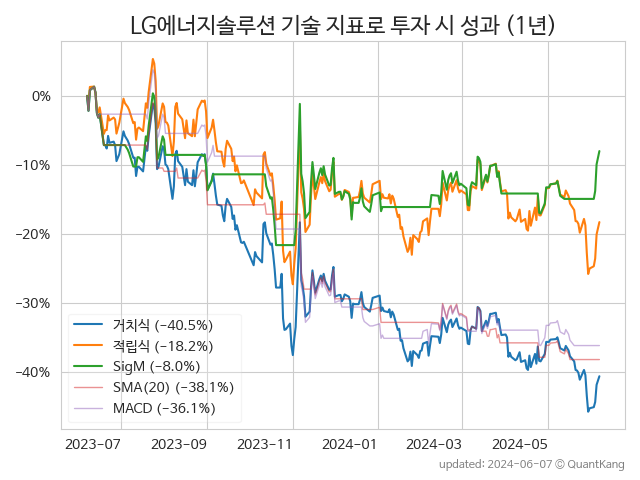 LG에너지솔루션 기술 지표로 투자 시 성과 (1년)
0%
−10%
−20%
−30%
−40%
거치식 (−40.5%)
적립식 (−18.2%)
SigM (−8.0%)
SMA(20) (−38.1%)
MACD (−36.1%)
2023−07 2023−09 2023−11 2024−01 2024−03 2024−05
updated: 2024-06-07 © QuantKang